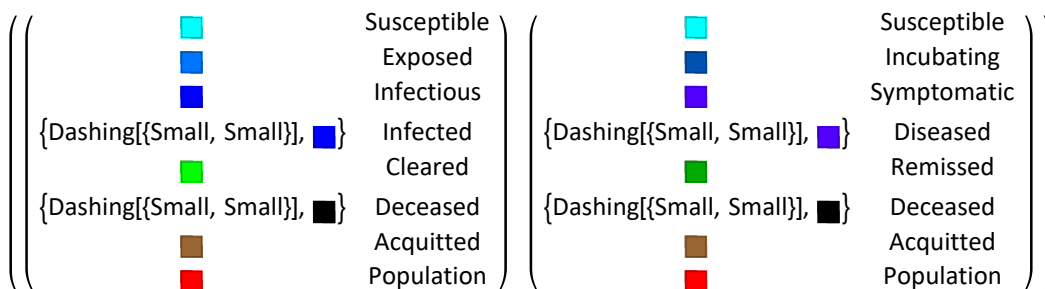 Susceptible Susceptible
Exposed Incubating
Infectious Symptomatic
{Dashing[{Small, Small}], } Infected {Dashing[{Small, Small}], } Diseased
Cleared Remissed
{Dashing[{Small, Small}], } Deceased {Dashing[{Small, Small}], } Deceased
Acquitted Acquitted
Population Population